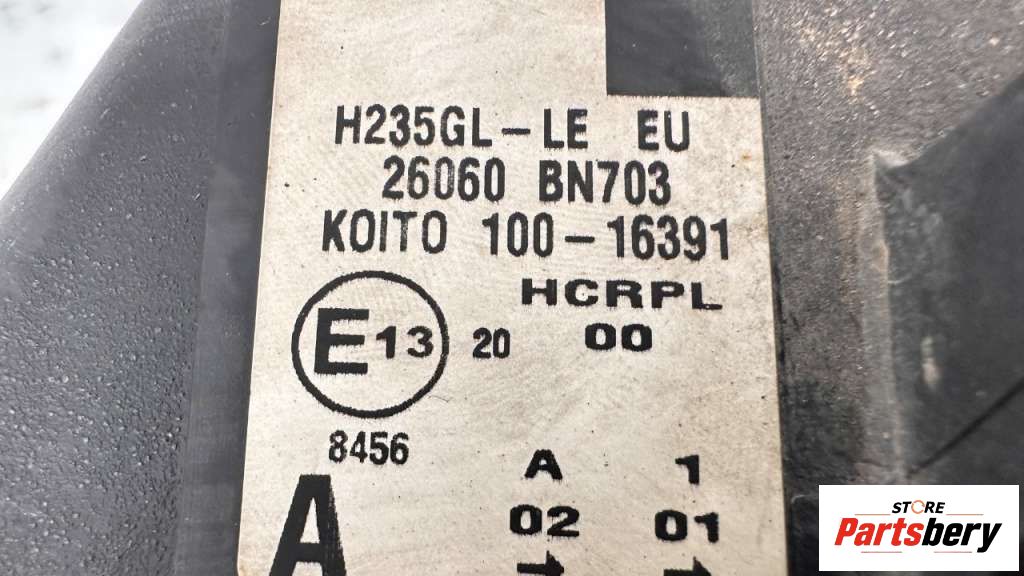 H235GL-LE EU
26060 BN703
KOITO 100-16391
HCRPL
E13 20 00
8456
A 1
A
02 01
→ →
STORE
Partsbery